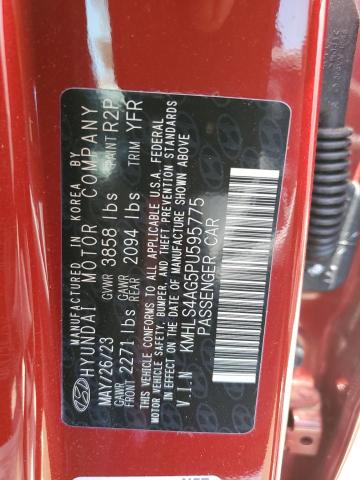 MANUFACTURED IN KOREA BY
HYUNDAI MOTOR COMPANY
MAY/26/23 GVWR 3858 lbs PAINT R2P
GAWR FRONT 2271 lbs GAWR REAR 2094 lbs TRIM YFR
THIS VEHICLE CONFORMS TO ALL APPLICABLE U.S.A. FEDERAL
MOTOR VEHICLE SAFETY, BUMPER, AND THEFT PREVENTION STANDARDS
IN EFFECT ON THE DATE OF MANUFACTURE SHOWN ABOVE
V.I.N KMHLS4AG5PU595775
PASSENGER CAR